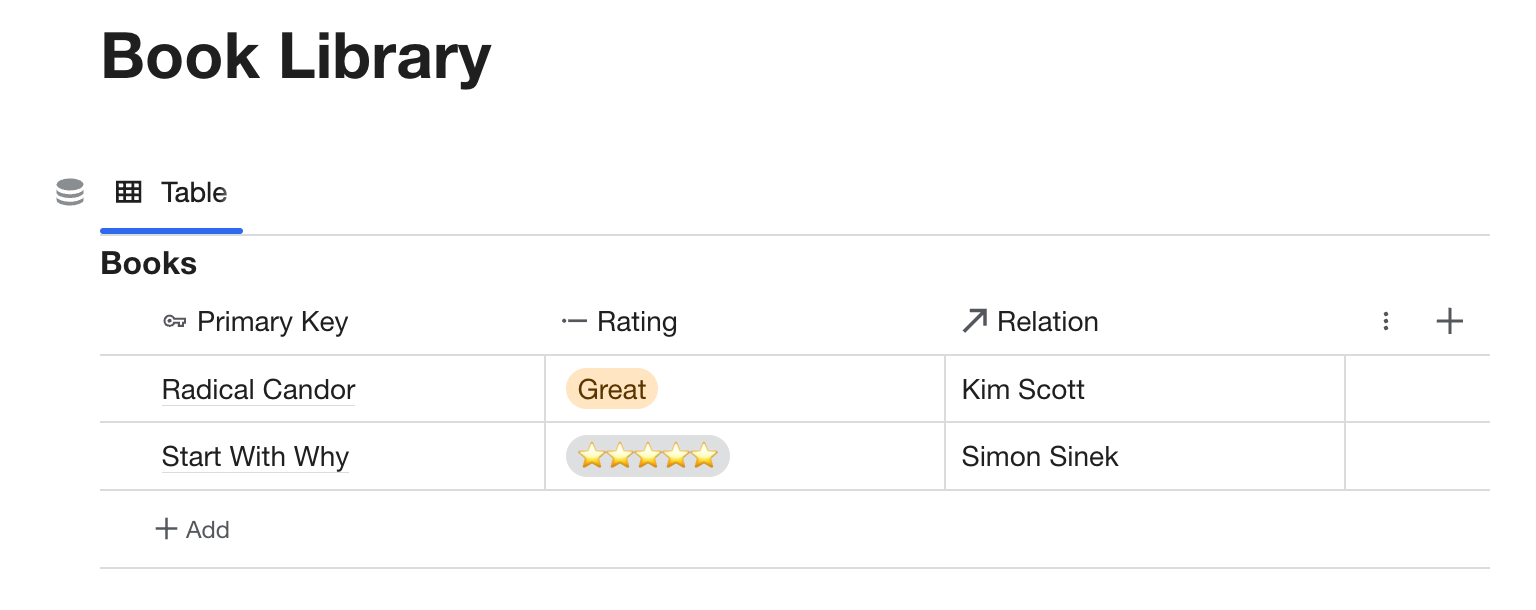 Book Library
Table
Books
Primary Key Rating Relation
Radical Candor Great Kim Scott
Start With Why ⭐⭐⭐⭐⭐ Simon Sinek
+ Add